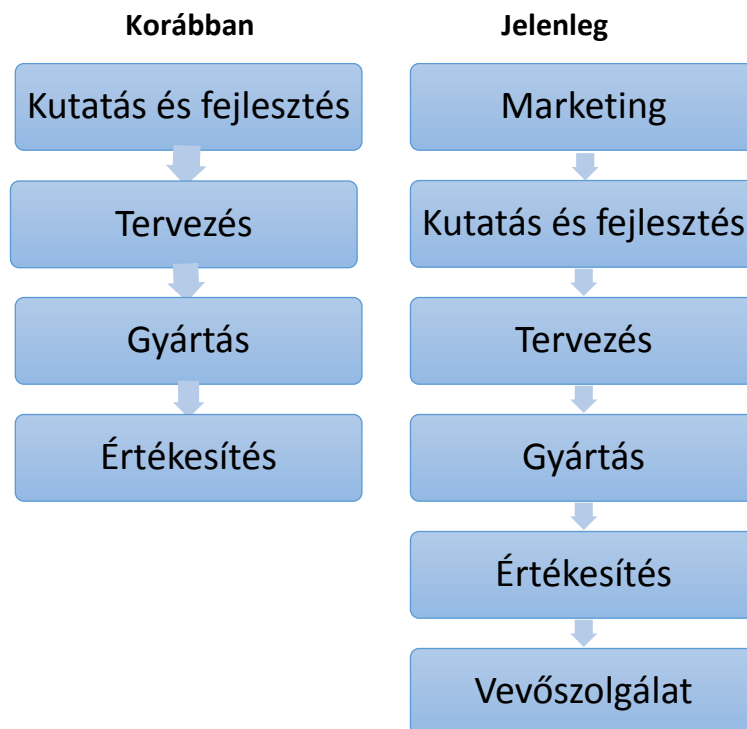 Korábban
Kutatás és fejlesztés
Tervezés
Gyártás
Értékesítés
Jelenleg
Marketing
Kutatás és fejlesztés
Tervezés
Gyártás
Értékesítés
Vevőszolgálat